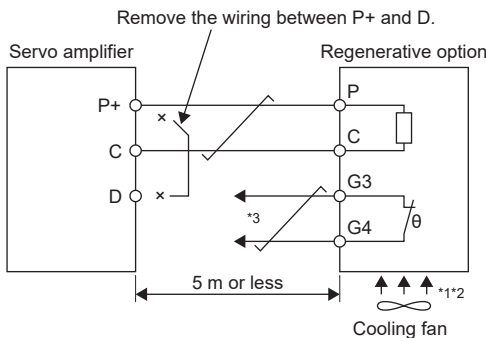 Remove the wiring between P+ and D.
Servo amplifier
Regenerative option
P+
P
×
C
C
D
×
G3
*3
G4
θ
5 m or less
*1*2
Cooling fan